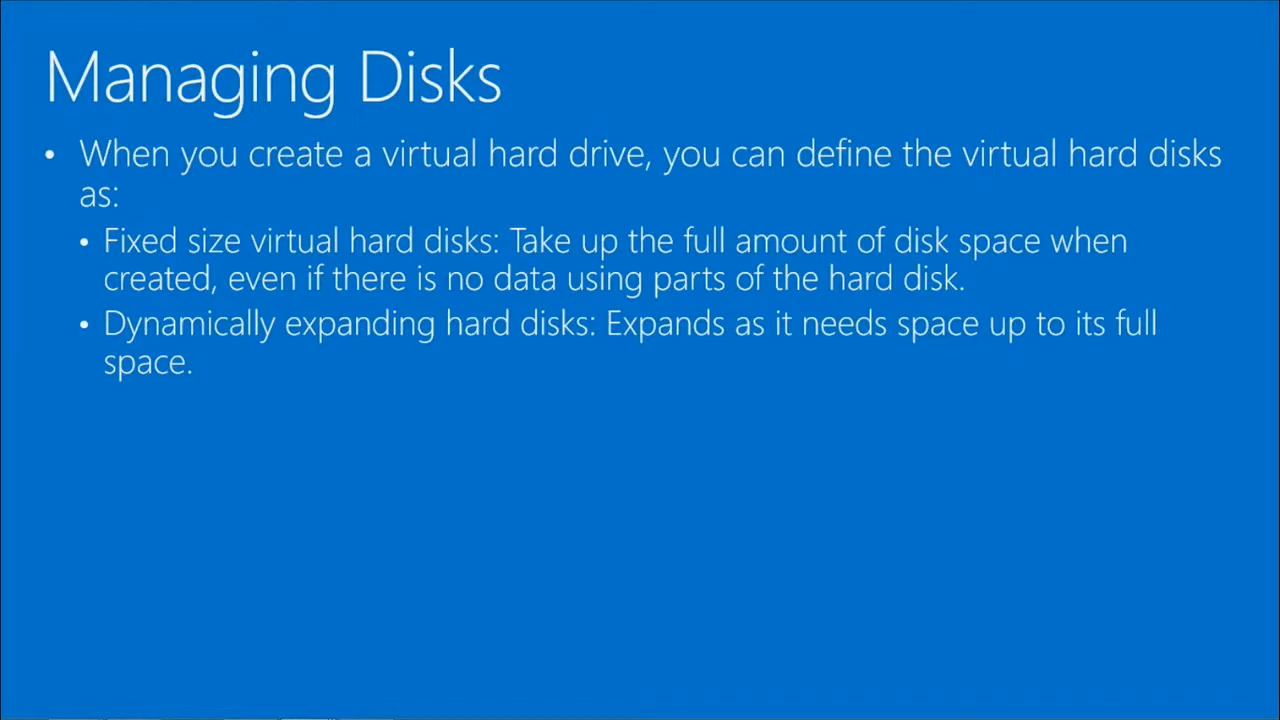 Managing Disks
• When you create a virtual hard drive, you can define the virtual hard disks
as:
• Fixed size virtual hard disks: Take up the full amount of disk space when
created, even if there is no data using parts of the hard disk.
• Dynamically expanding hard disks: Expands as it needs space up to its full
space.